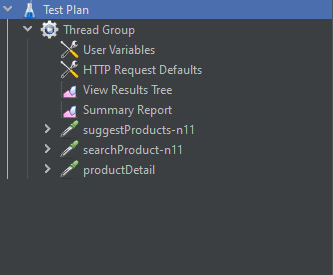 Test Plan
Thread Group
User Variables
HTTP Request Defaults
View Results Tree
Summary Report
suggestProducts-n11
searchProduct-n11
productDetail